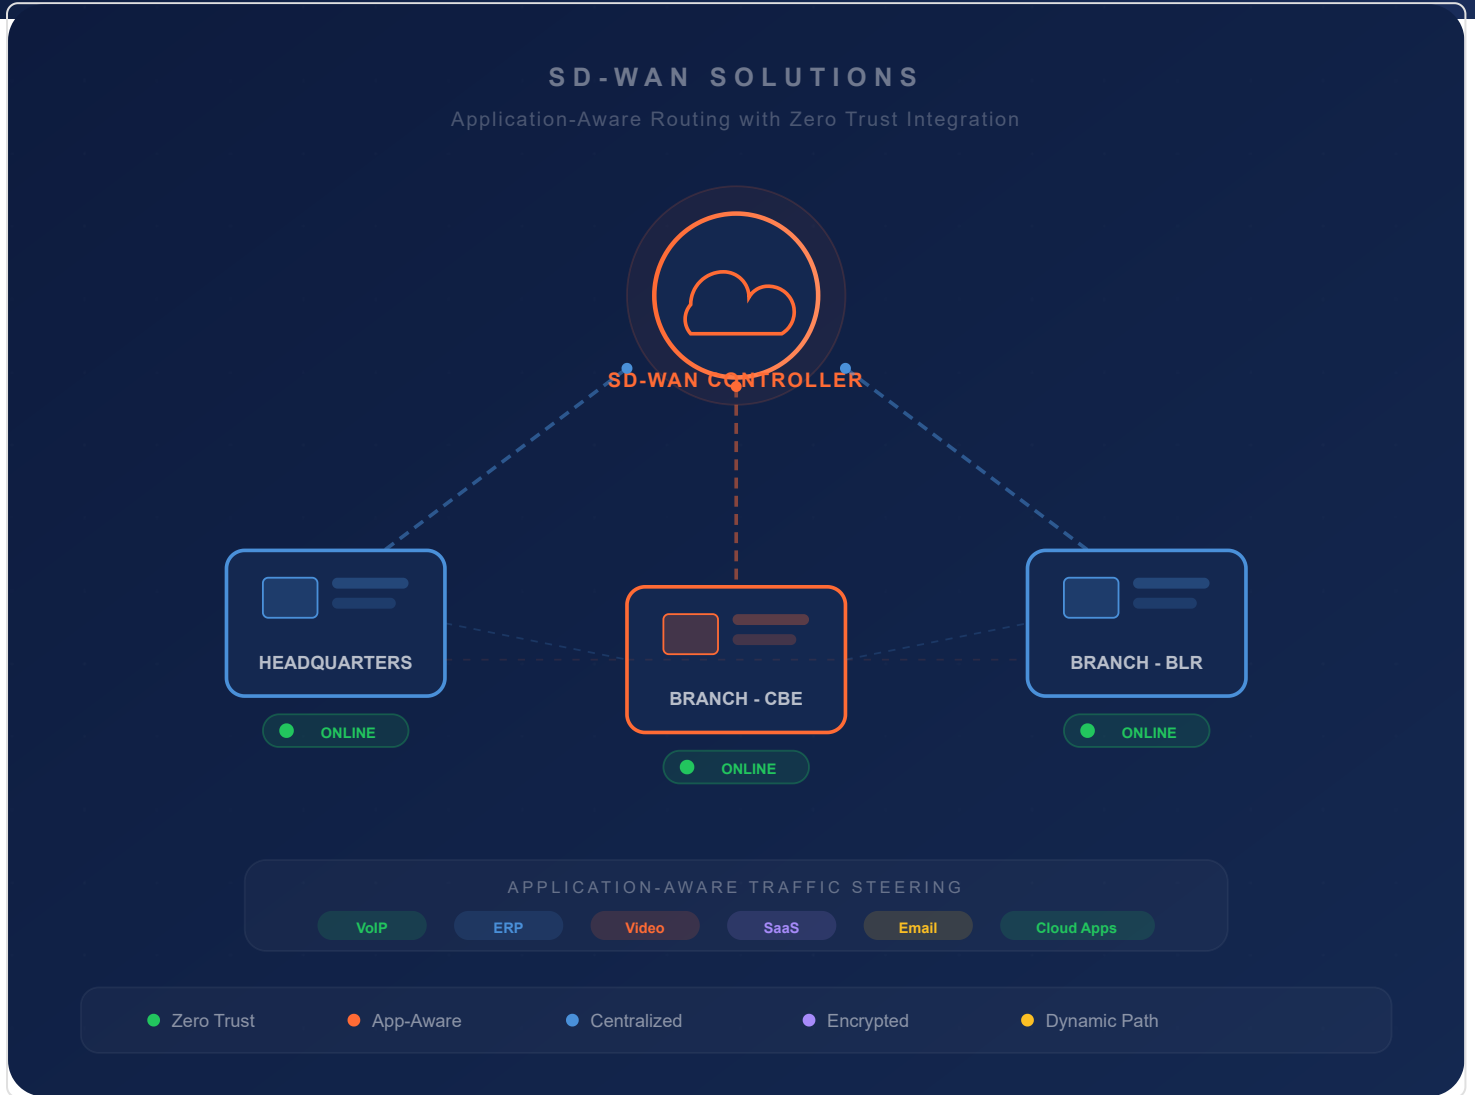 SD-WAN SOLUTIONS
Application-Aware Routing with Zero Trust Integration
SD-WAN CONTROLLER
HEADQUARTERS
ONLINE
BRANCH - CBE
ONLINE
BRANCH - BLR
ONLINE
APPLICATION-AWARE TRAFFIC STEERING
VoIP
ERP
Video
SaaS
Email
Cloud Apps
Zero Trust
App-Aware
Centralized
Encrypted
Dynamic Path